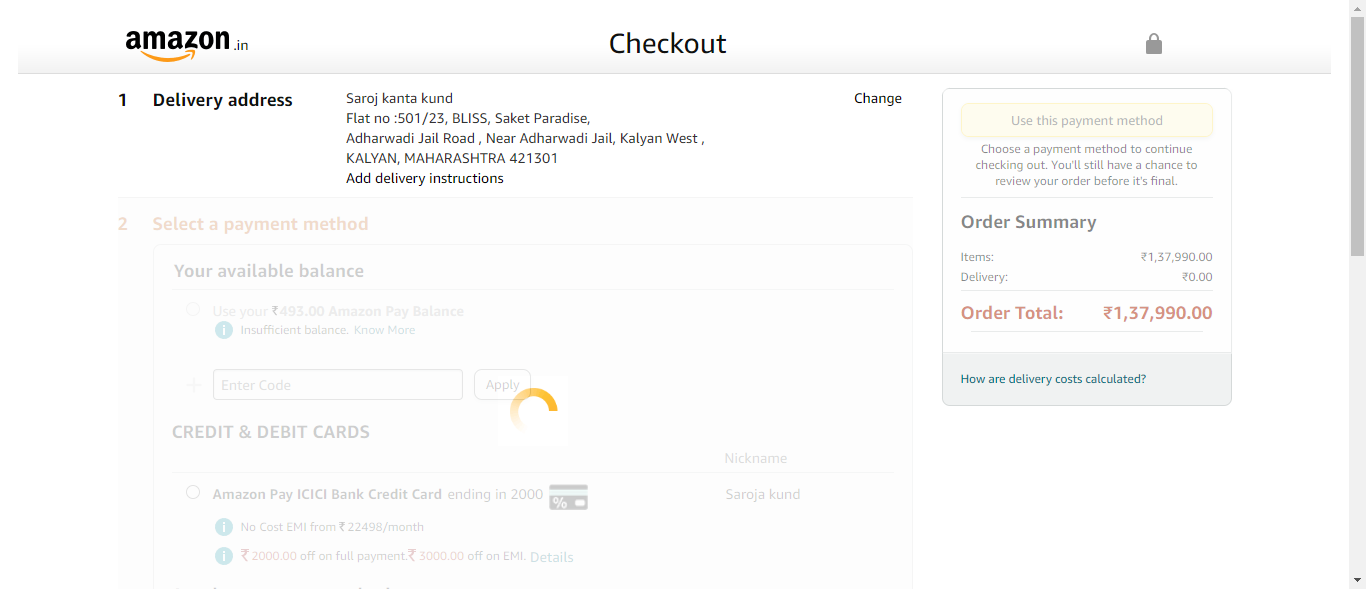 amazon.in
Checkout
1 Delivery address
Saroj kanta kund
Change
Flat no :501/23, BLISS, Saket Paradise,
Adharwadi Jail Road , Near Adharwadi Jail, Kalyan West ,
KALYAN, MAHARASHTRA 421301
Add delivery instructions
2 Select a payment method
Your available balance
Use your ₹493.00 Amazon Pay Balance
i Insufficient balance. Know More
+ Enter Code Apply
CREDIT & DEBIT CARDS
Nickname
Amazon Pay ICICI Bank Credit Card ending in 2000 % Saroja kund
i No Cost EMI from ₹22498/month
i ₹2000.00 off on full payment.₹3000.00 off on EMI. Details
Use this payment method
Choose a payment method to continue
checking out. You'll still have a chance to
review your order before it's final.
Order Summary
Items: ₹1,37,990.00
Delivery: ₹0.00
Order Total: ₹1,37,990.00
How are delivery costs calculated?